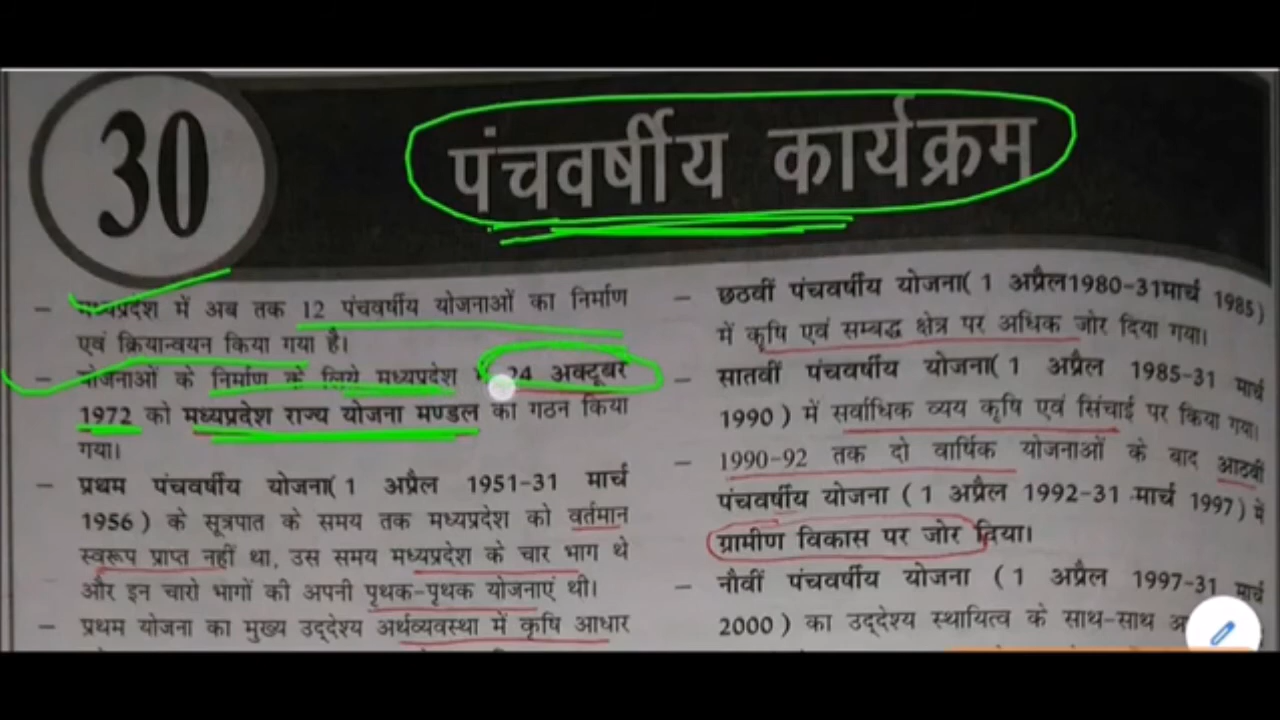 30
पंचवर्षीय कार्यक्रम
– मध्यप्रदेश में अब तक 12 पंचवर्षीय योजनाओं का निर्माण
एवं क्रियान्वयन किया गया है।
– योजनाओं के निर्माण के लिये मध्यप्रदेश में 24 अक्टूबर
1972 को मध्यप्रदेश राज्य योजना मण्डल का गठन किया
गया।
– प्रथम पंचवर्षीय योजना(1 अप्रैल 1951-31 मार्च
1956) के सूत्रपात के समय तक मध्यप्रदेश को वर्तमान
स्वरूप प्राप्त नहीं था, उस समय मध्यप्रदेश के चार भाग थे
और इन चारो भागों की अपनी पृथक-पृथक योजनाएं थी।
– प्रथम योजना का मुख्य उद्देश्य अर्थव्यवस्था में कृषि आधार
– छठवीं पंचवर्षीय योजना(1 अप्रैल1980-31मार्च 1985)
में कृषि एवं सम्बद्ध क्षेत्र पर अधिक जोर दिया गया।
– सातवीं पंचवर्षीय योजना(1 अप्रैल 1985-31 मार्च
1990) में सर्वाधिक व्यय कृषि एवं सिंचाई पर किया गया।
– 1990-92 तक दो वार्षिक योजनाओं के बाद आठवीं
पंचवर्षीय योजना (1 अप्रैल 1992-31 मार्च 1997) में
ग्रामीण विकास पर जोर दिया।
– नौवीं पंचवर्षीय योजना (1 अप्रैल 1997-31 मार्च
2000) का उद्देश्य स्थायित्व के साथ-साथ